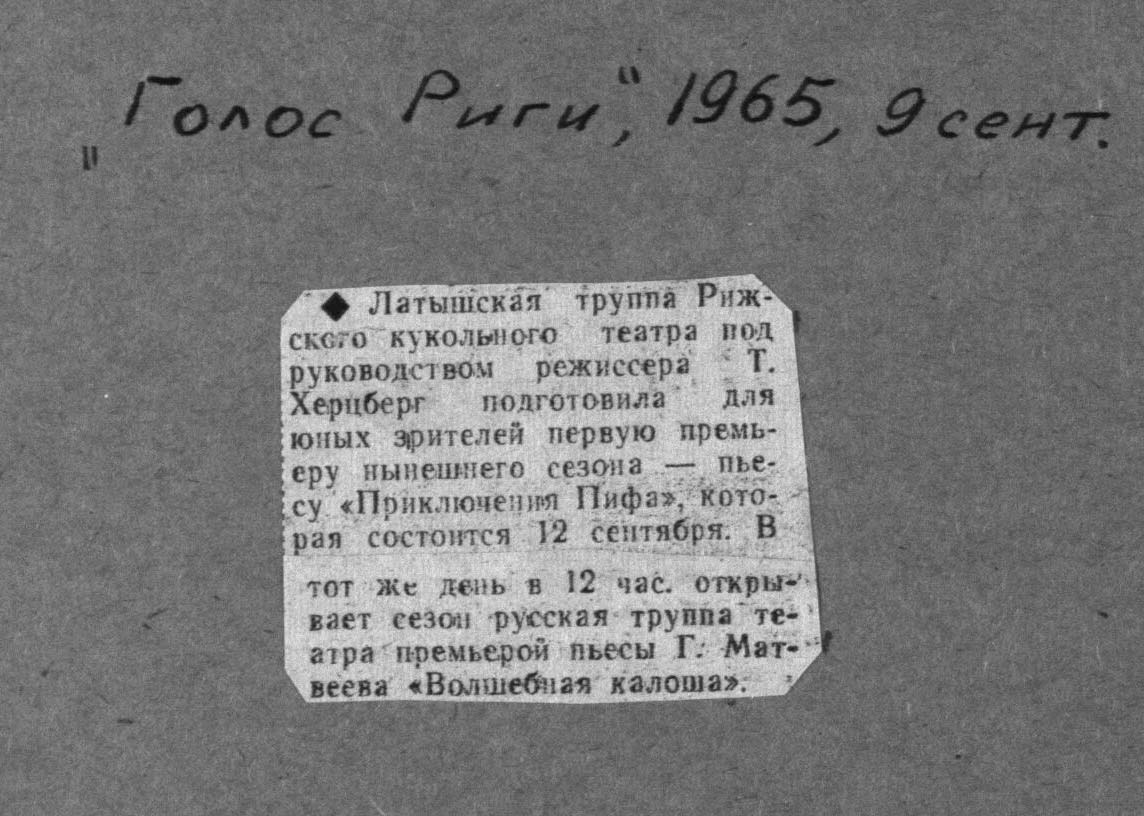 „Голос Риги“, 1965, 9 сент.
◆ Латышская труппа Риж-
ского кукольного театра под
руководством режиссера Т.
Херцберг подготовила для
юных зрителей первую премь-
еру нынешнего сезона — пье-
су «Приключения Пифа», кото-
рая состоится 12 сентября. В
тот же день в 12 час. откры-
вает сезон русская труппа те-
атра премьерой пьесы Г. Мат-
веева «Волшебная калоша».